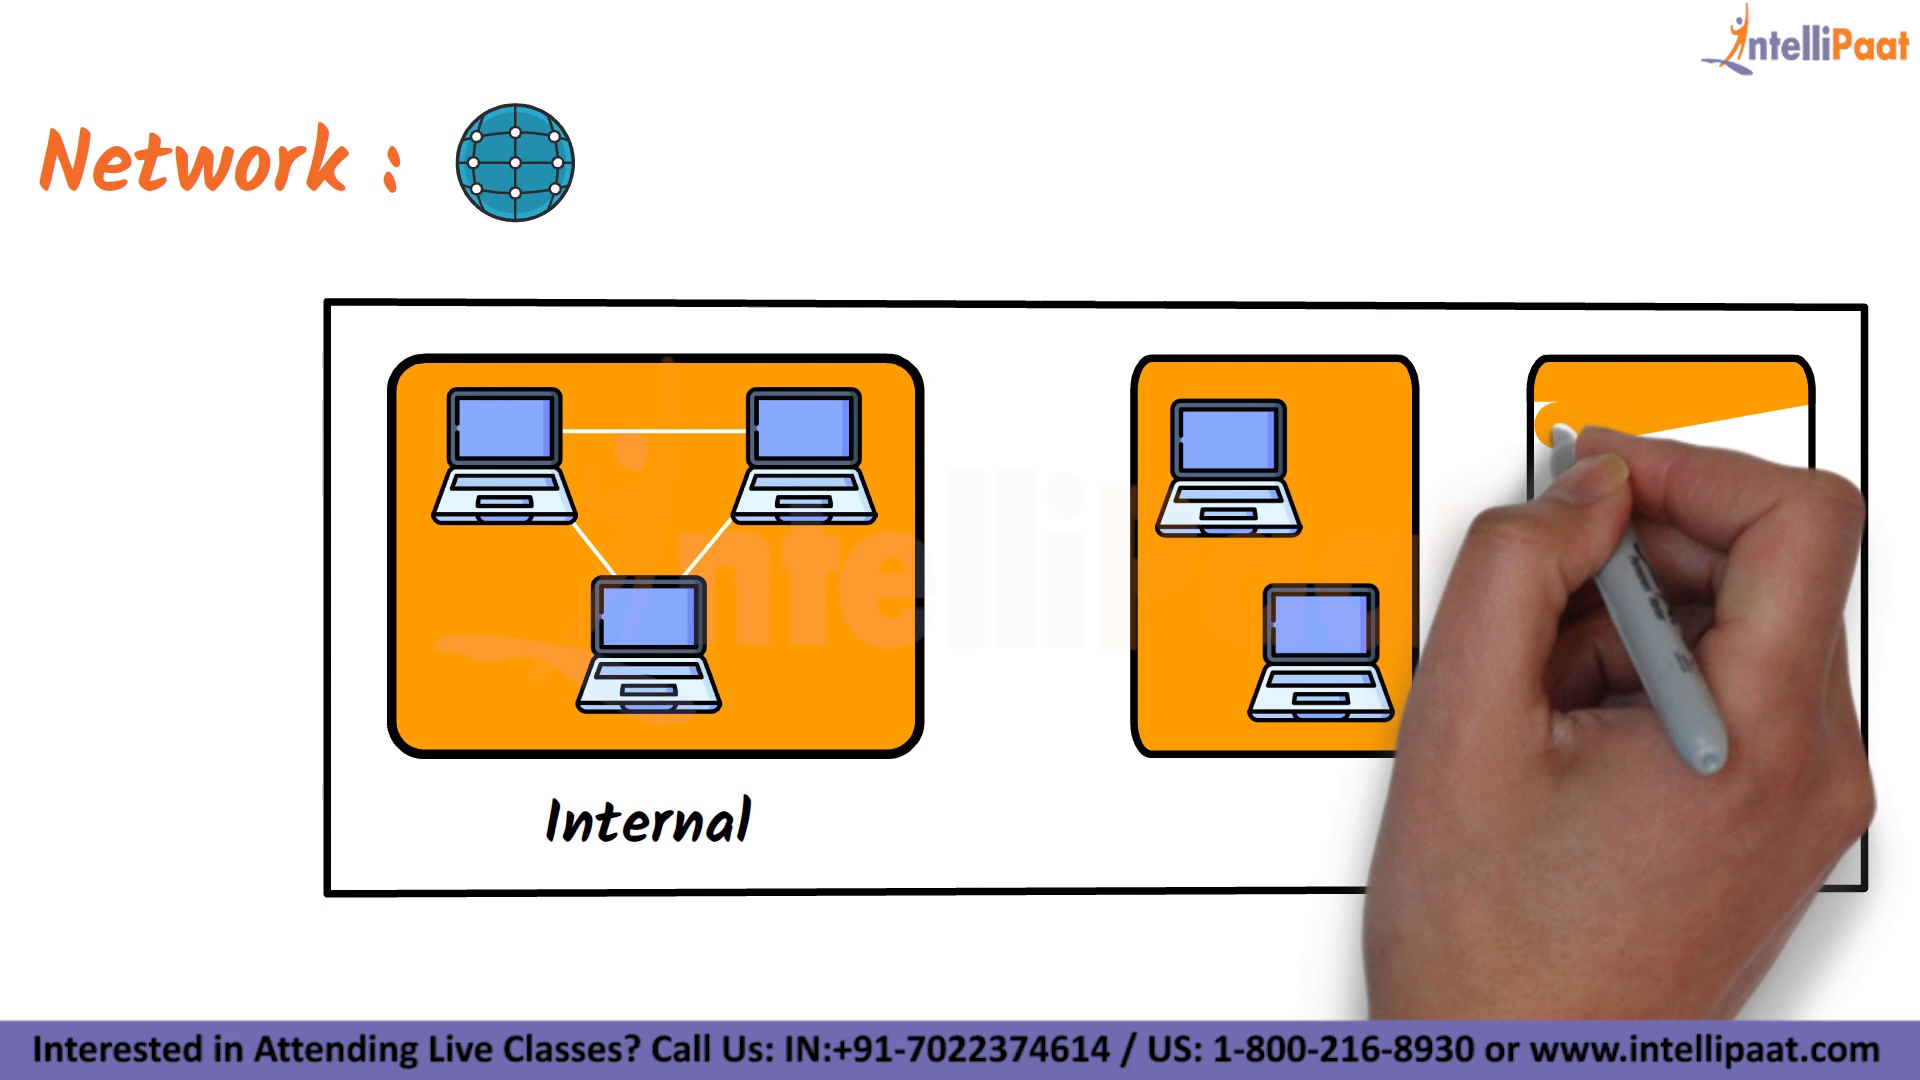 IntelliPaat
Network :
IntelliPaat
Internal
Interested in Attending Live Classes? Call Us: IN:+91-7022374614 / US: 1-800-216-8930 or www.intellipaat.com